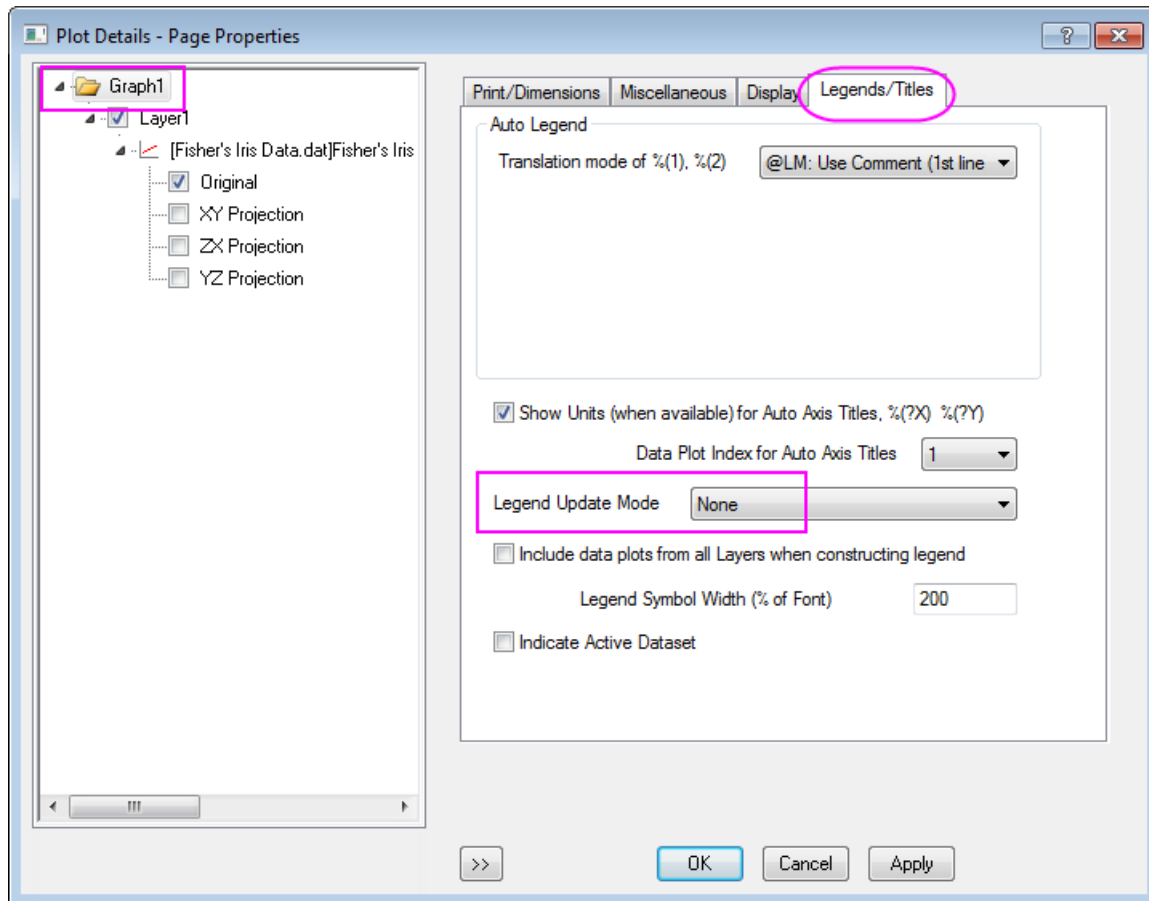 Plot Details - Page Properties
Graph1
Layer1
[Fisher's Iris Data.dat]Fisher's Iris
Original
XY Projection
ZX Projection
YZ Projection
Print/Dimensions Miscellaneous Display Legends/Titles
Auto Legend
Translation mode of %(1), %(2) @LM: Use Comment (1st line
Show Units (when available) for Auto Axis Titles, %(?X) %(?Y)
Data Plot Index for Auto Axis Titles 1
Legend Update Mode None
Include data plots from all Layers when constructing legend
Legend Symbol Width (% of Font) 200
Indicate Active Dataset
>> OK Cancel Apply